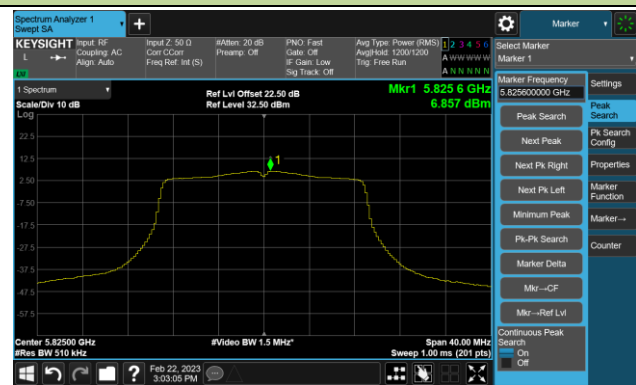 Spectrum Analyzer 1
Swept SA
+
Marker
KEYSIGHT
L
Input: RF
Coupling: AC
Align: Auto
Input Z: 50 Ω
Corr CCorr
Freq Ref: Int (S)
#Atten: 20 dB
Preamp: Off
PNO: Fast
Gate: Off
IF Gain: Low
Sig Track: Off
Avg Type: Power (RMS)
Avg|Hold: 1200/1200
Trig: Free Run
1 2 3 4 5 6
A W W W W W
A N N N N N
LXI
Select Marker
Marker 1
1 Spectrum
Scale/Div 10 dB
Log
Ref Lvl Offset 22.50 dB
Ref Level 32.50 dBm
Mkr1 5.825 6 GHz
6.857 dBm
22.5
12.5
2.50
-7.50
-17.5
-27.5
-37.5
-47.5
-57.5
1
Center 5.82500 GHz
#Res BW 510 kHz
#Video BW 1.5 MHz*
Span 40.00 MHz
Sweep 1.00 ms (201 pts)
Marker Frequency
5.825600000 GHz
Peak Search
Next Peak
Next Pk Right
Next Pk Left
Minimum Peak
Pk-Pk Search
Marker Delta
Mkr→CF
Mkr→Ref Lvl
Continuous Peak
Search
On
Off
Settings
Peak
Search
Pk Search
Config
Properties
Marker
Function
Marker→
Counter
?
Feb 22, 2023
3:03:05 PM